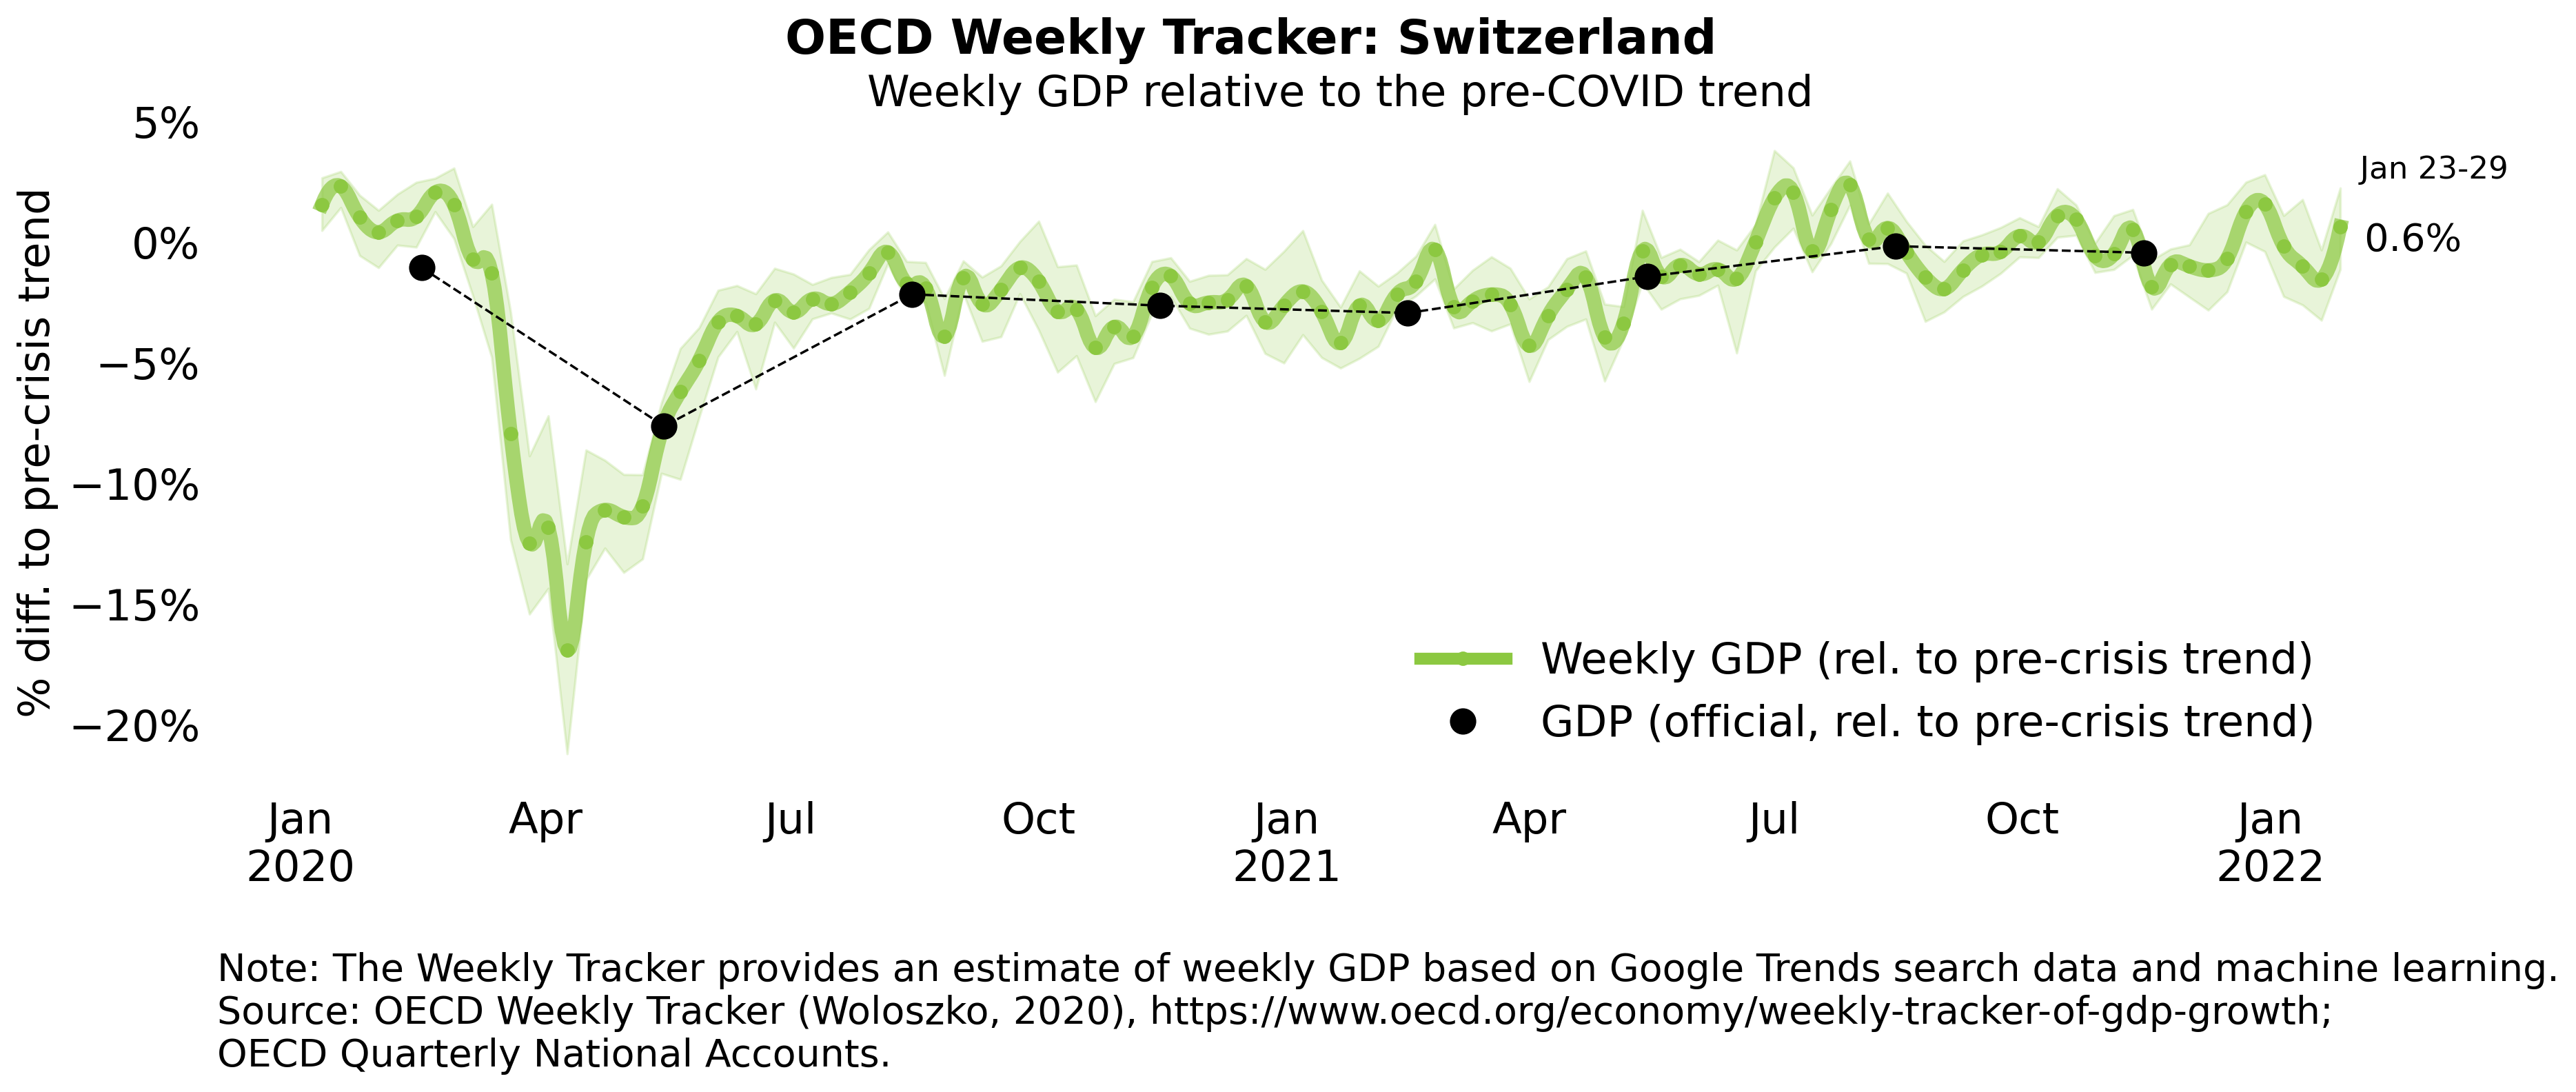 OECD Weekly Tracker: Switzerland
Weekly GDP relative to the pre-COVID trend
% diff. to pre-crisis trend
5%
0%
−5%
−10%
−15%
−20%
Jan 23-29
0.6%
Weekly GDP (rel. to pre-crisis trend)
GDP (official, rel. to pre-crisis trend)
Jan Apr Jul Oct Jan Apr Jul Oct Jan
2020 2021 2022
Note: The Weekly Tracker provides an estimate of weekly GDP based on Google Trends search data and machine learning.
Source: OECD Weekly Tracker (Woloszko, 2020), https://www.oecd.org/economy/weekly-tracker-of-gdp-growth;
OECD Quarterly National Accounts.